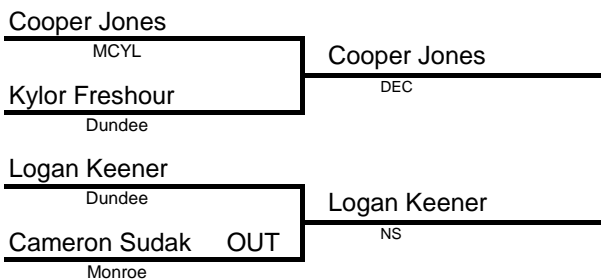 Cooper Jones
MCYL
Cooper Jones
DEC
Kylor Freshour
Dundee
Logan Keener
Dundee
Logan Keener
NS
Cameron Sudak OUT
Monroe